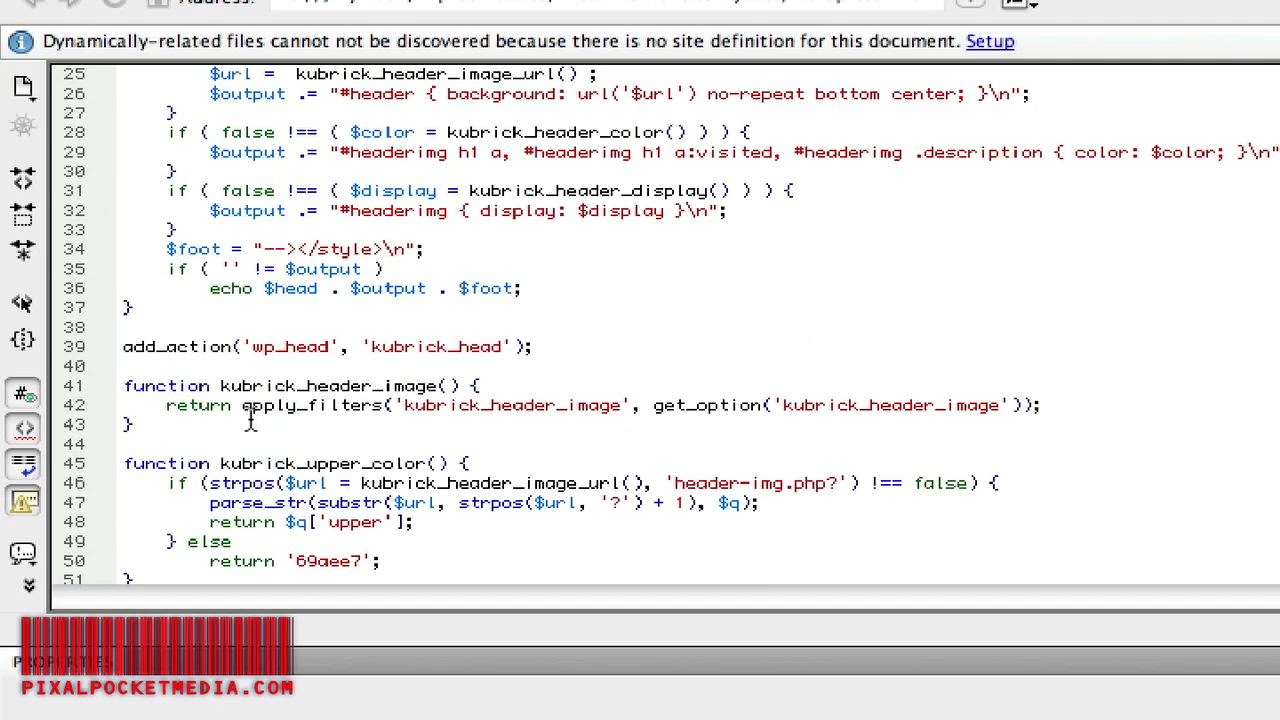 Address:
Dynamically-related files cannot not be discovered because there is no site definition for this document. Setup
25 $url =  kubrick_header_image_url() ;
26 $output .= "#header { background: url('$url') no-repeat bottom center; }\n";
27 }
28 if ( false !== ( $color = kubrick_header_color() ) ) {
29 $output .= "#headerimg h1 a, #headerimg h1 a:visited, #headerimg .description { color: $color; }\n"
30 }
31 if ( false !== ( $display = kubrick_header_display() ) ) {
32 $output .= "#headerimg { display: $display }\n";
33 }
34 $foot = "--></style>\n";
35 if ( '' != $output )
36 echo $head . $output . $foot;
37 }
38
39 add_action('wp_head', 'kubrick_head');
40
41 function kubrick_header_image() {
42 return apply_filters('kubrick_header_image', get_option('kubrick_header_image'));
43 }
44
45 function kubrick_upper_color() {
46 if (strpos($url = kubrick_header_image_url(), 'header-img.php?') !== false) {
47 parse_str(substr($url, strpos($url, '?') + 1), $q);
48 return $q['upper'];
49 } else
50 return '69aee7';
51 }
PROPERTIES
PIXALPOCKETMEDIA.COM